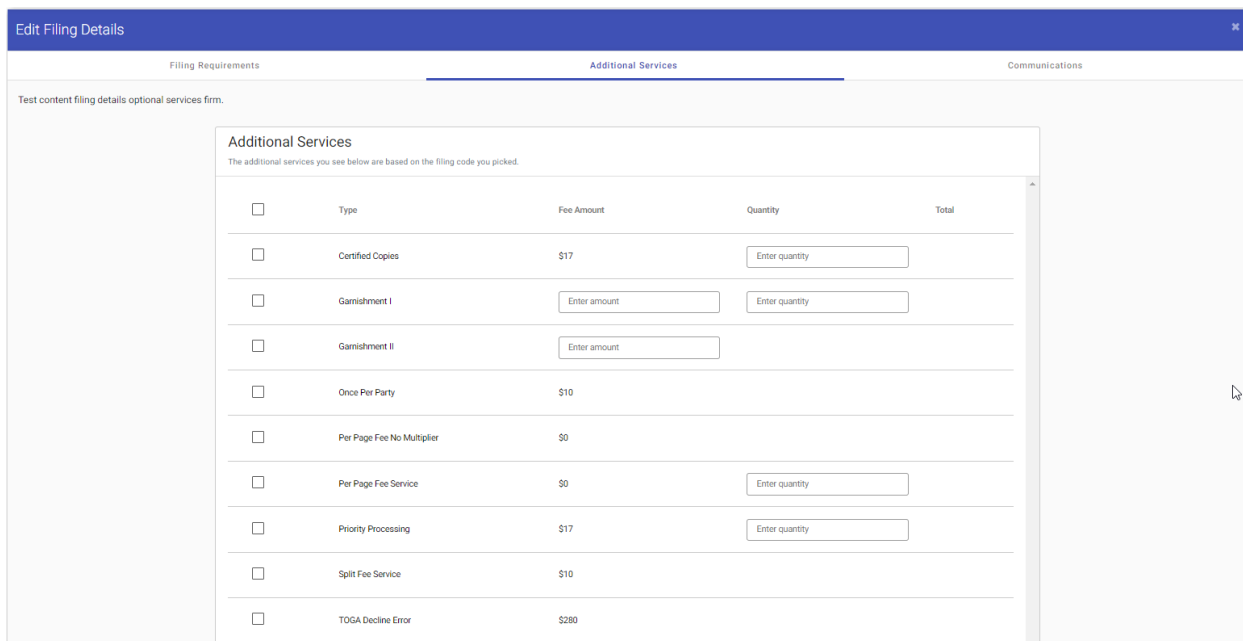 Edit Filing Details
Filing Requirements Additional Services Communications
Test content filing details optional services firm.
Additional Services
The additional services you see below are based on the filing code you picked.
Type Fee Amount Quantity Total
Certified Copies $17 Enter quantity
Garnishment I Enter amount Enter quantity
Garnishment II Enter amount
Once Per Party $10
Per Page Fee No Multiplier $0
Per Page Fee Service $0 Enter quantity
Priority Processing $17 Enter quantity
Split Fee Service $10
TOGA Decline Error $280